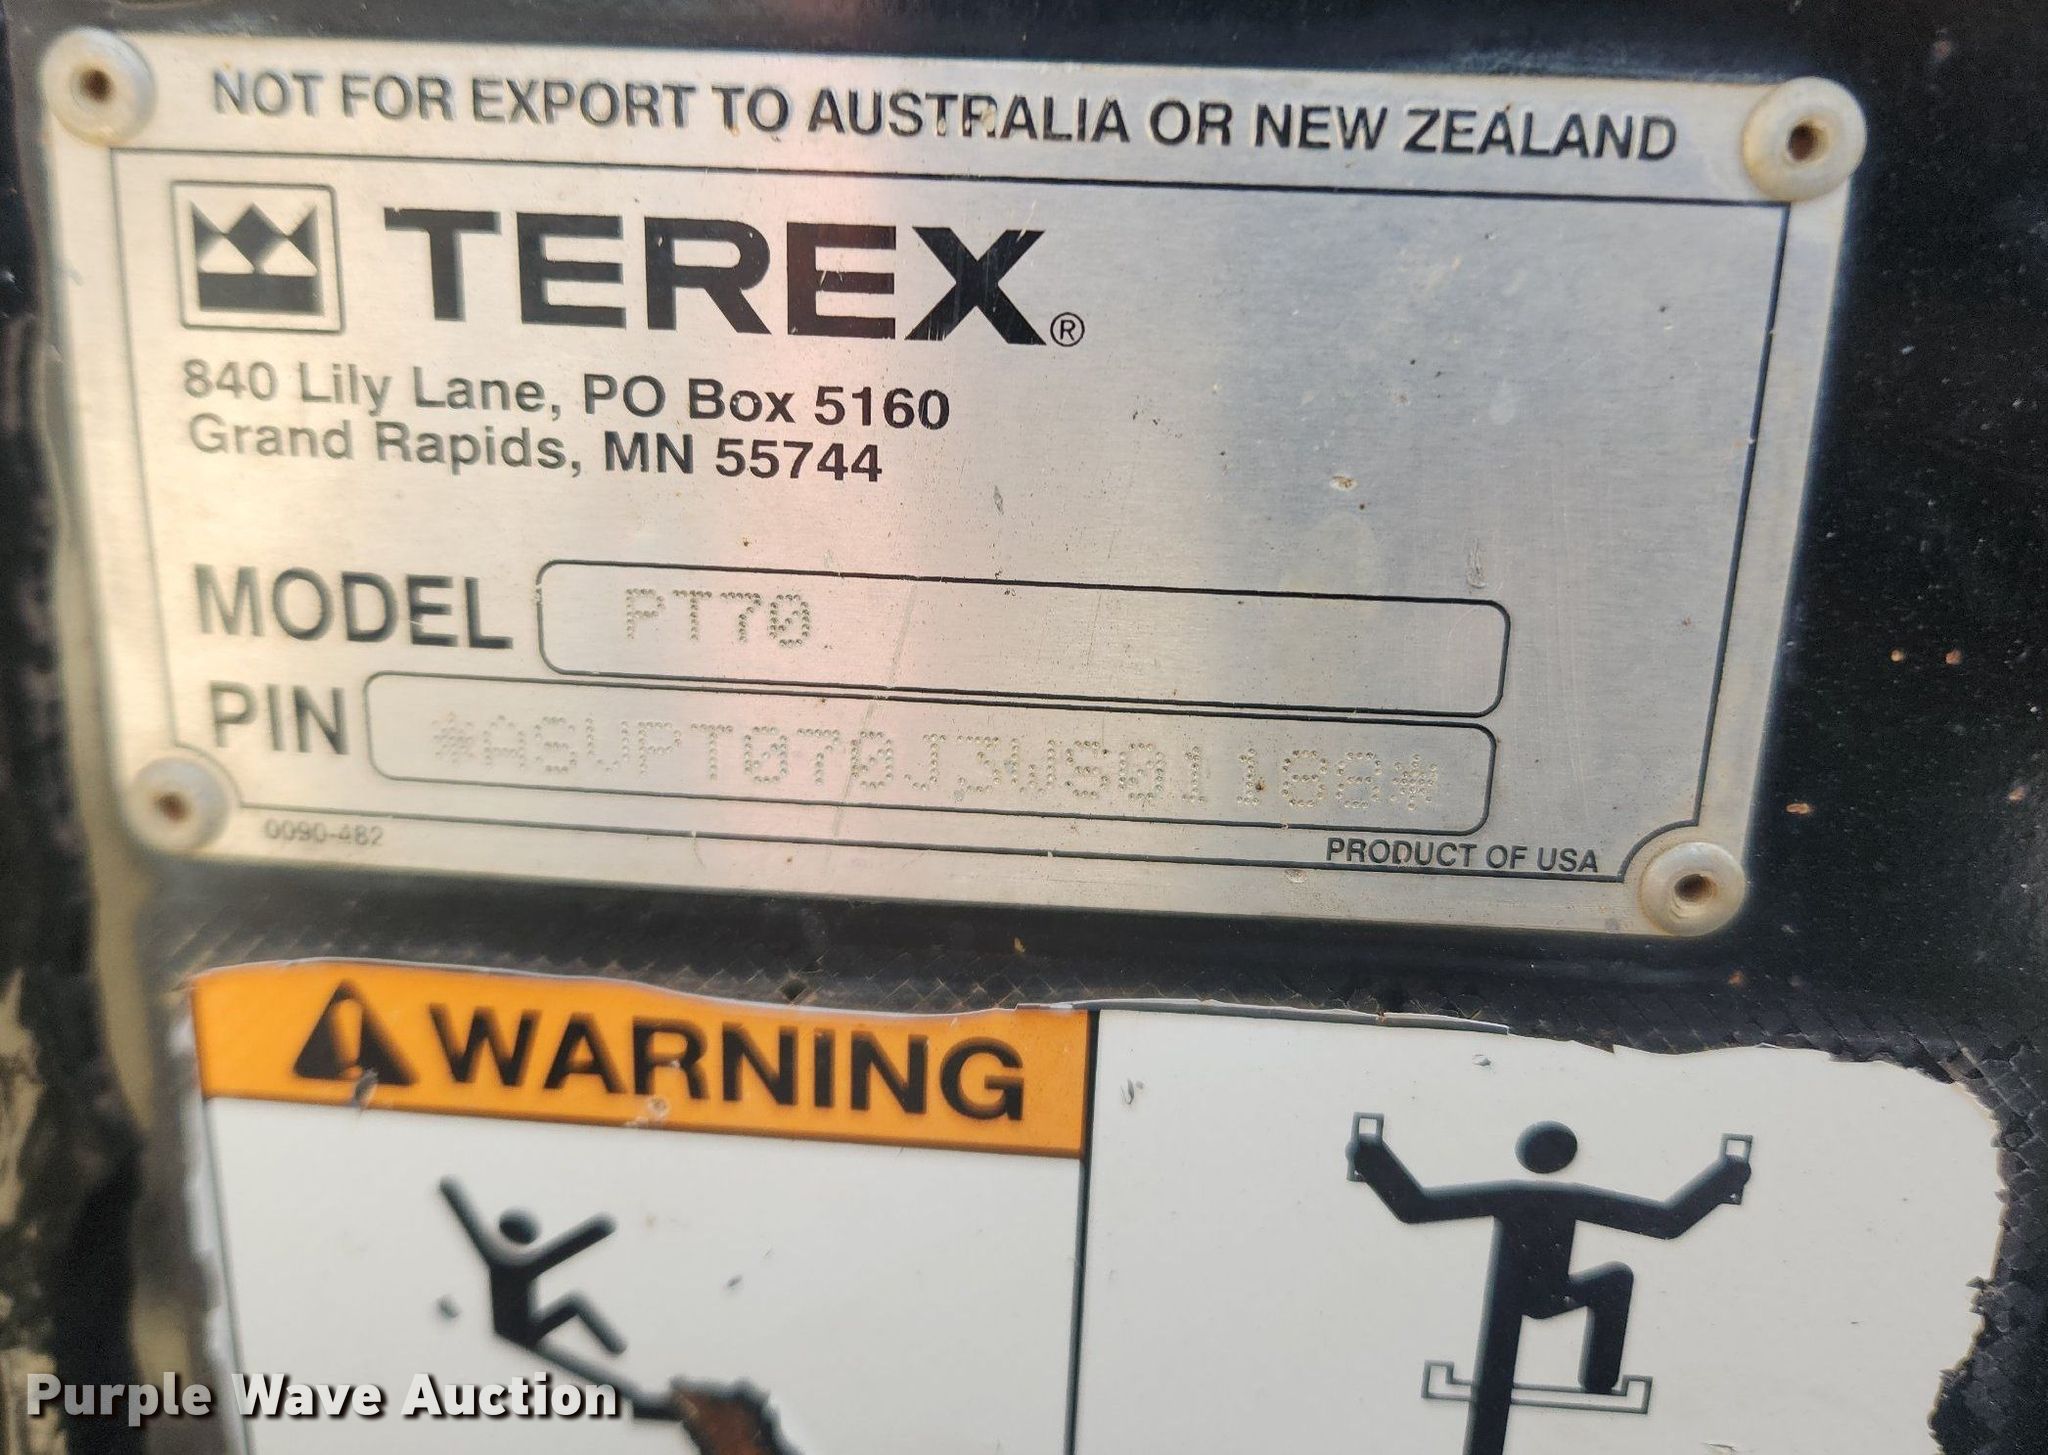 NOT FOR EXPORT TO AUSTRALIA OR NEW ZEALAND
TEREX®
840 Lily Lane, PO Box 5160
Grand Rapids, MN 55744
MODEL PT70
PIN *ASVPT070J3WS01188*
0090-482
PRODUCT OF USA
WARNING
Purple Wave Auction